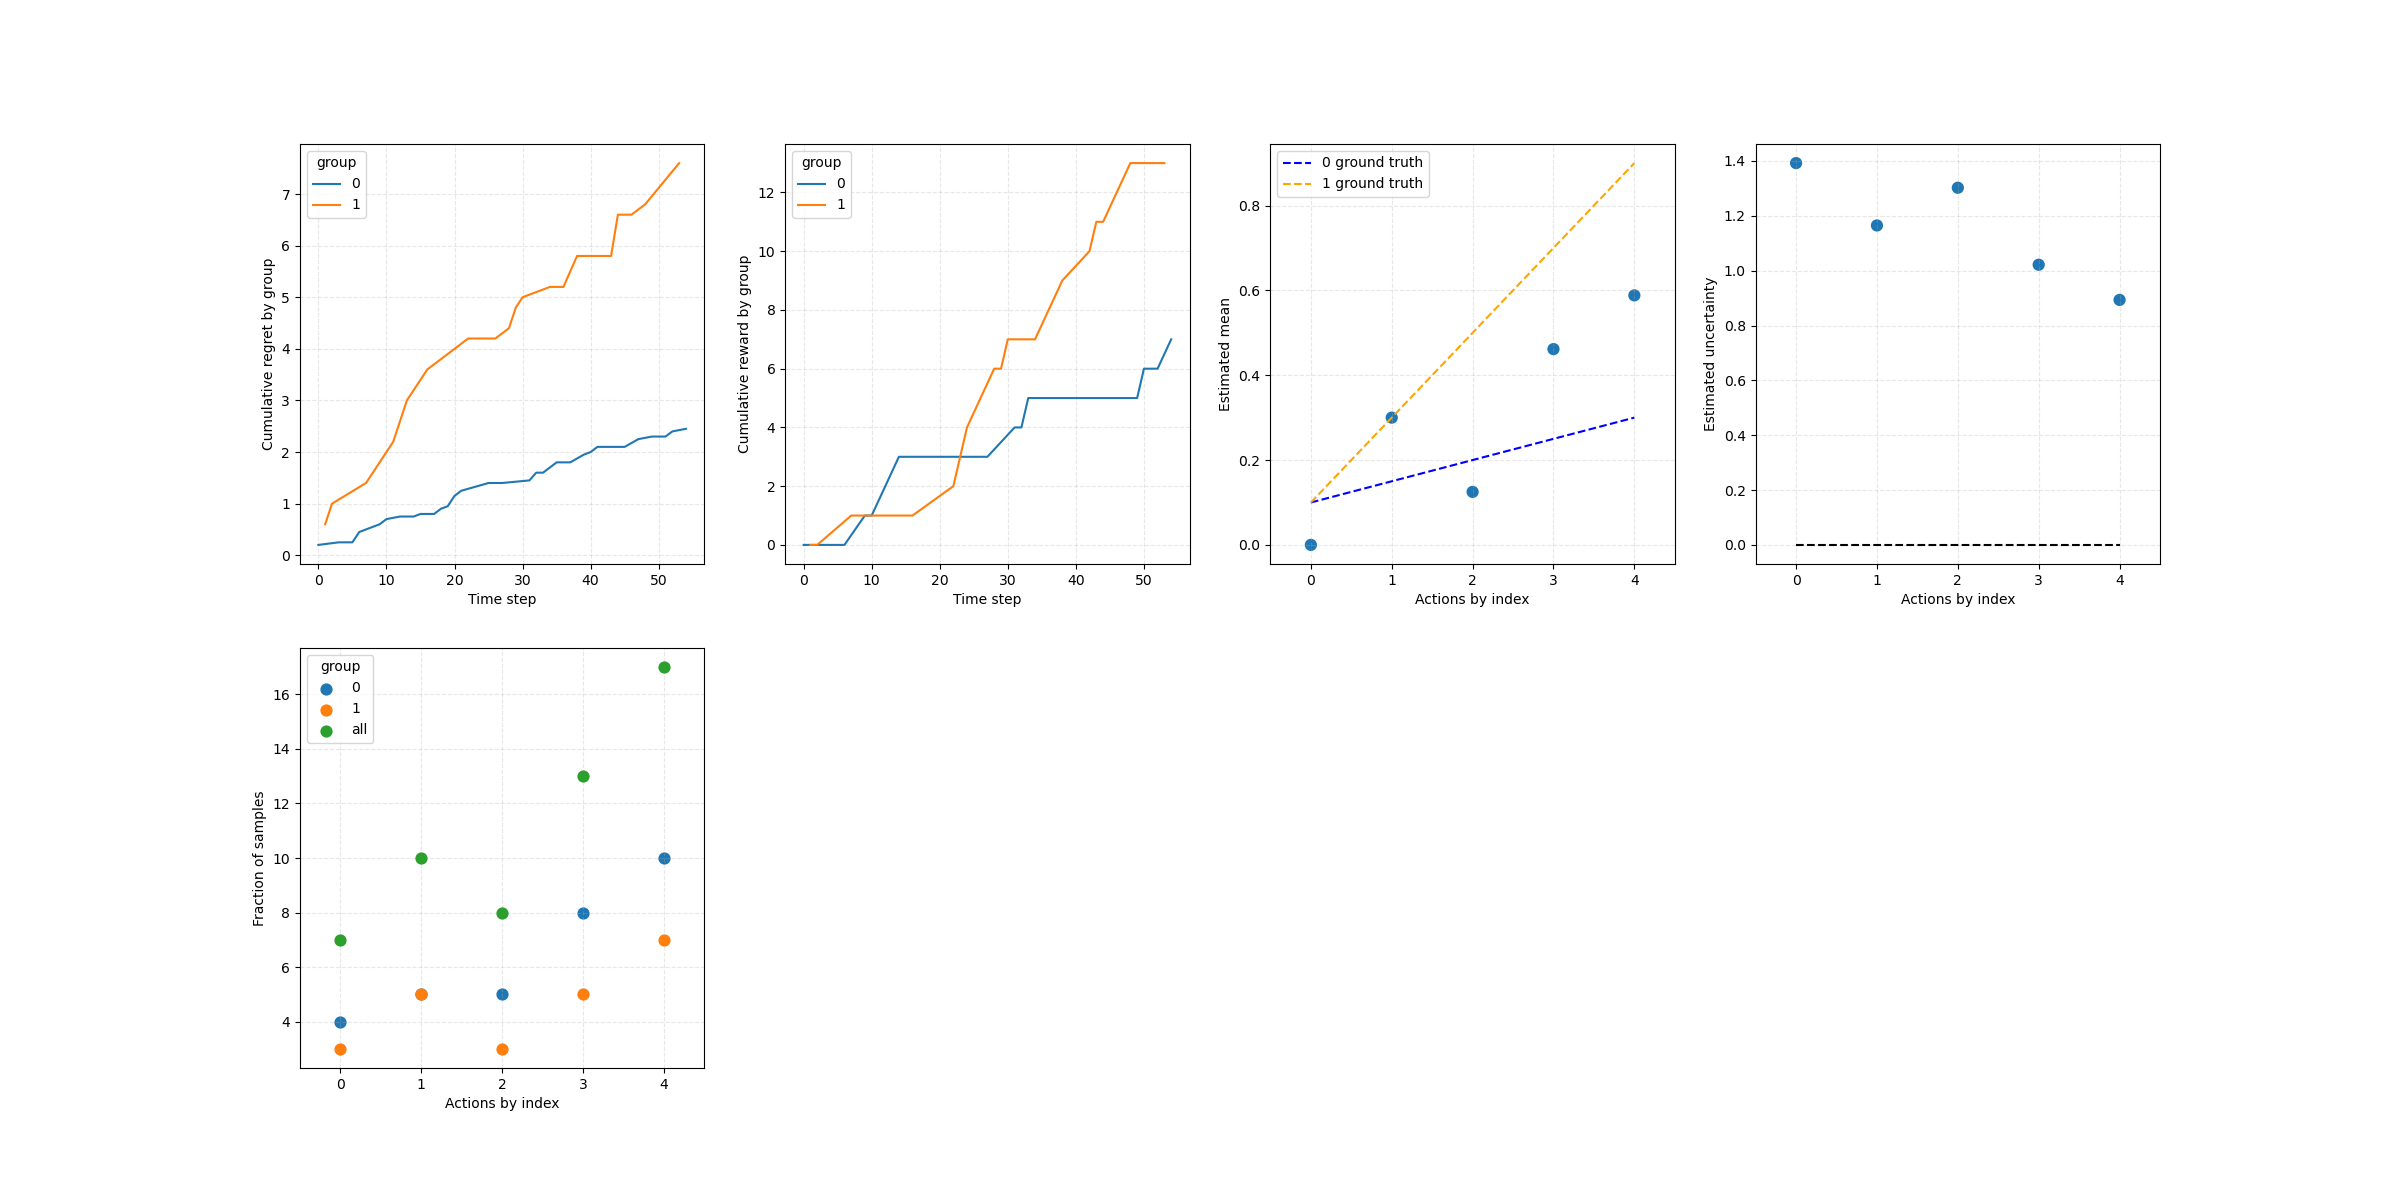 group
0
1
Cumulative regret by group
7
6
5
4
3
2
1
0
0 10 20 30 40 50
Time step
group
0
1
Cumulative reward by group
12
10
8
6
4
2
0
0 10 20 30 40 50
Time step
0 ground truth
1 ground truth
Estimated mean
0.8
0.6
0.4
0.2
0.0
0 1 2 3 4
Actions by index
Estimated uncertainty
1.4
1.2
1.0
0.8
0.6
0.4
0.2
0.0
0 1 2 3 4
Actions by index
group
0
1
all
Fraction of samples
16
14
12
10
8
6
4
0 1 2 3 4
Actions by index